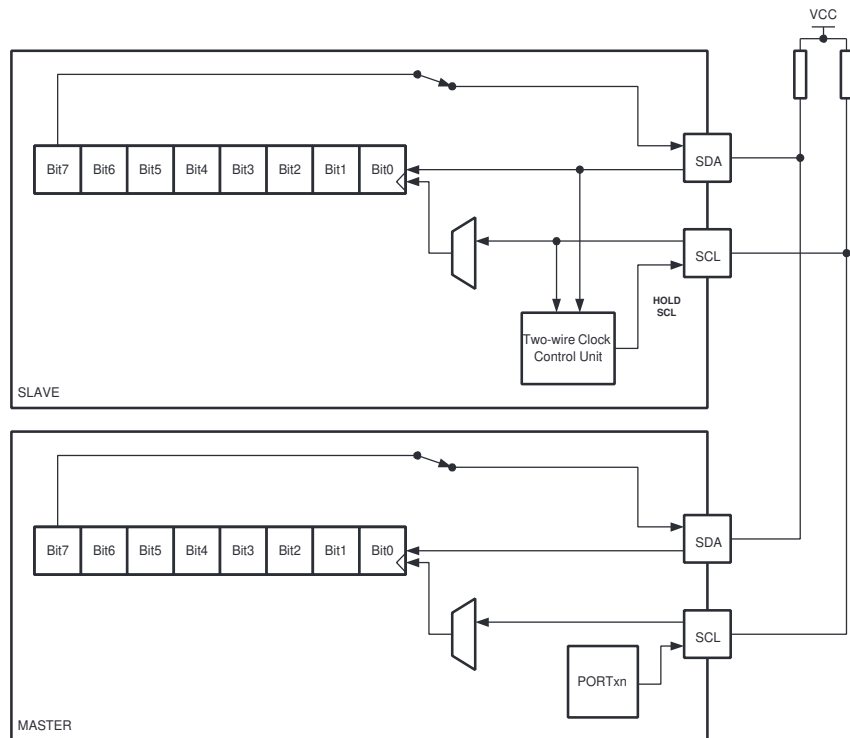 VCC
SDA
Bit7 Bit6 Bit5 Bit4 Bit3 Bit2 Bit1 Bit0
SCL
HOLD
SCL
Two-wire Clock
Control Unit
SLAVE
SDA
Bit7 Bit6 Bit5 Bit4 Bit3 Bit2 Bit1 Bit0
SCL
PORTxn
MASTER